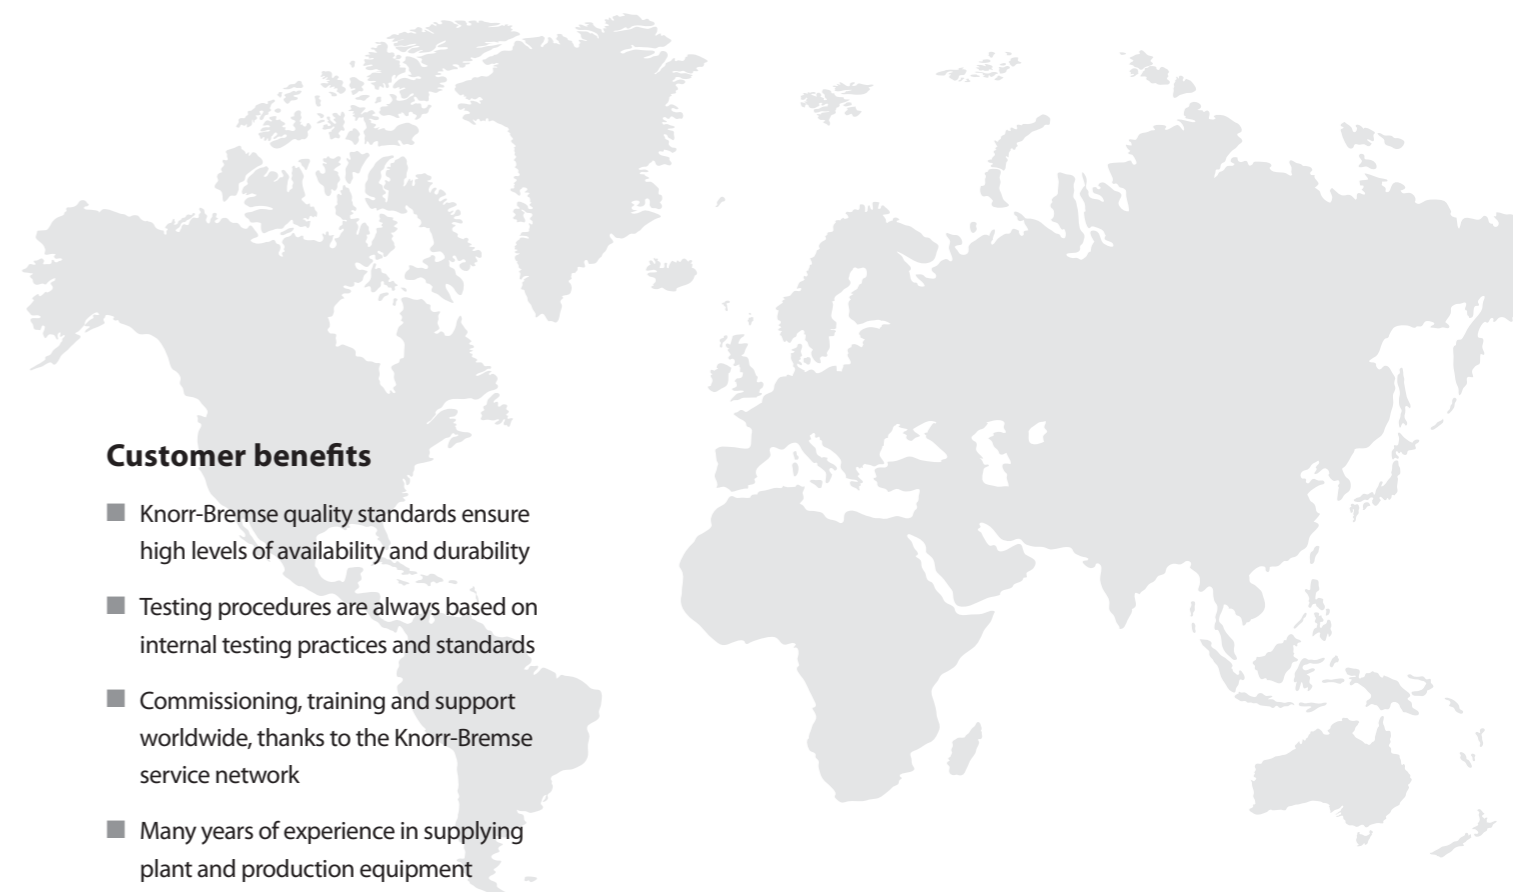 Customer benefits
Knorr-Bremse quality standards ensure
high levels of availability and durability
Testing procedures are always based on
internal testing practices and standards
Commissioning, training and support
worldwide, thanks to the Knorr-Bremse
service network
Many years of experience in supplying
plant and production equipment